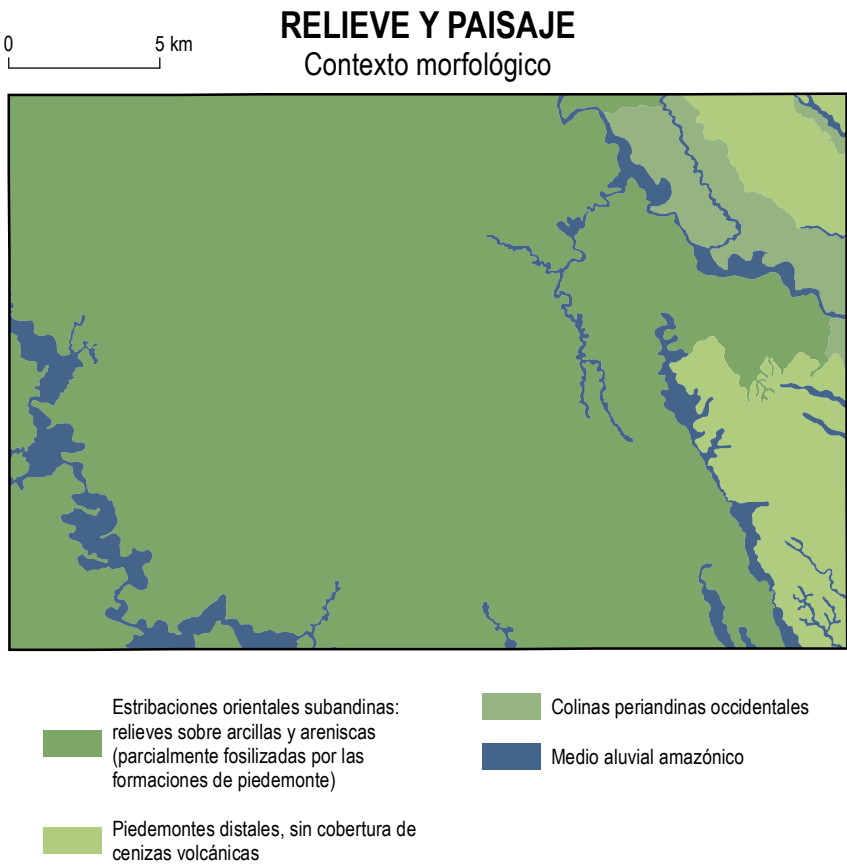 RELIEVE Y PAISAJE
Contexto morfológico
0 5 km
Estribaciones orientales subandinas:
relieves sobre arcillas y areniscas
(parcialmente fosilizadas por las
formaciones de piedemonte)
Piedemontes distales, sin cobertura de
cenizas volcánicas
Colinas periandinas occidentales
Medio aluvial amazónico